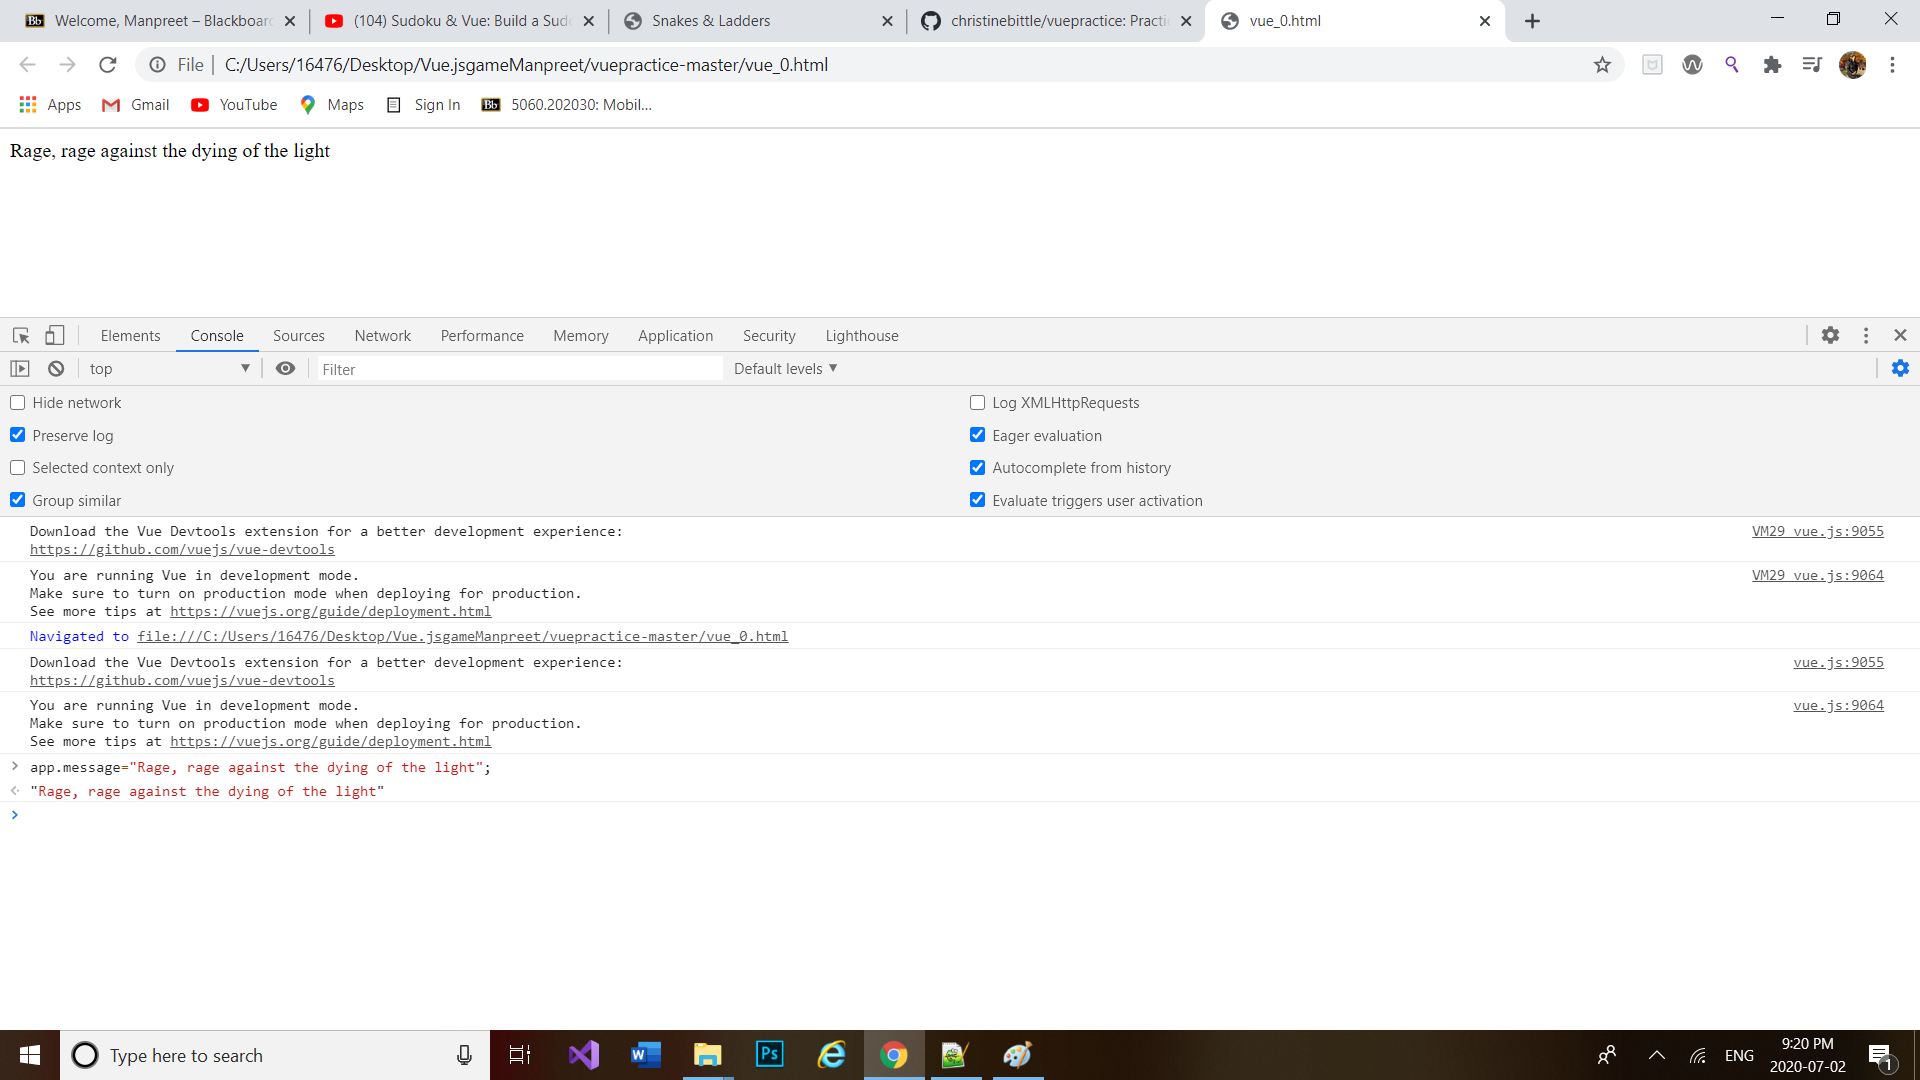 Welcome, Manpreet – Blackboard
(104) Sudoku & Vue: Build a Sud
Snakes & Ladders
christinebittle/vuepractice: Practi
vue_0.html
File
C:/Users/16476/Desktop/Vue.jsgameManpreet/vuepractice-master/vue_0.html
Apps
Gmail
YouTube
Maps
Sign In
Bb
5060.202030: Mobil...
Rage, rage against the dying of the light
Elements
Console
Sources
Network
Performance
Memory
Application
Security
Lighthouse
top
Filter
Default levels
Hide network
Log XMLHttpRequests
Preserve log
Eager evaluation
Selected context only
Autocomplete from history
Group similar
Evaluate triggers user activation
Download the Vue Devtools extension for a better development experience:
VM29 vue.js:9055
https://github.com/vuejs/vue-devtools
You are running Vue in development mode.
VM29 vue.js:9064
Make sure to turn on production mode when deploying for production.
See more tips at https://vuejs.org/guide/deployment.html
Navigated to file:///C:/Users/16476/Desktop/Vue.jsgameManpreet/vuepractice-master/vue_0.html
Download the Vue Devtools extension for a better development experience:
vue.js:9055
https://github.com/vuejs/vue-devtools
You are running Vue in development mode.
vue.js:9064
Make sure to turn on production mode when deploying for production.
See more tips at https://vuejs.org/guide/deployment.html
app.message="Rage, rage against the dying of the light";
"Rage, rage against the dying of the light"
Type here to search
Ps
ENG
9:20 PM
2020-07-02
1